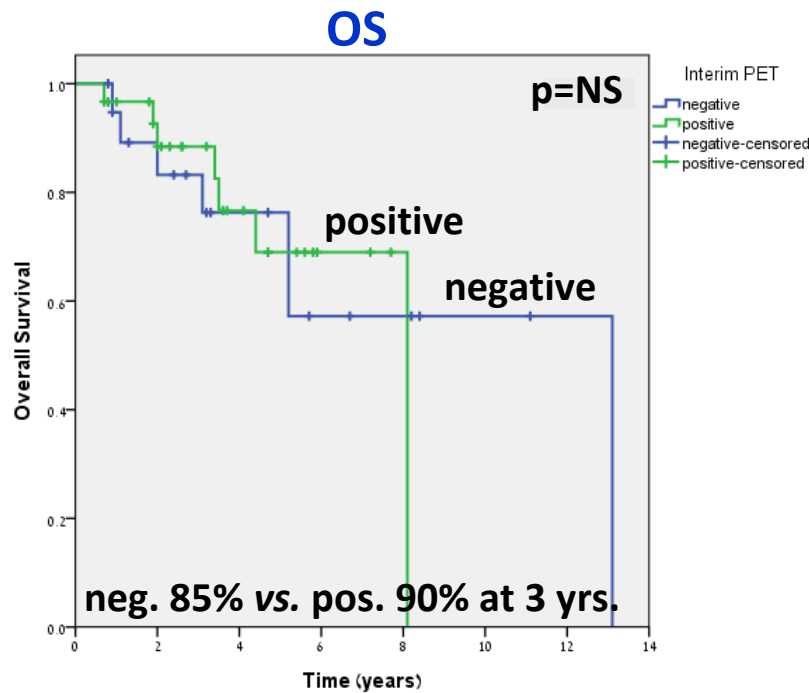 OS
p=NS
Interim PET
negative
positive
negative-censored
positive-censored
Overall Survival
1.0
0.8
0.6
0.4
0.2
0.0
positive
negative
neg. 85% vs. pos. 90% at 3 yrs.
0 2 4 6 8 10 12 14
Time (years)